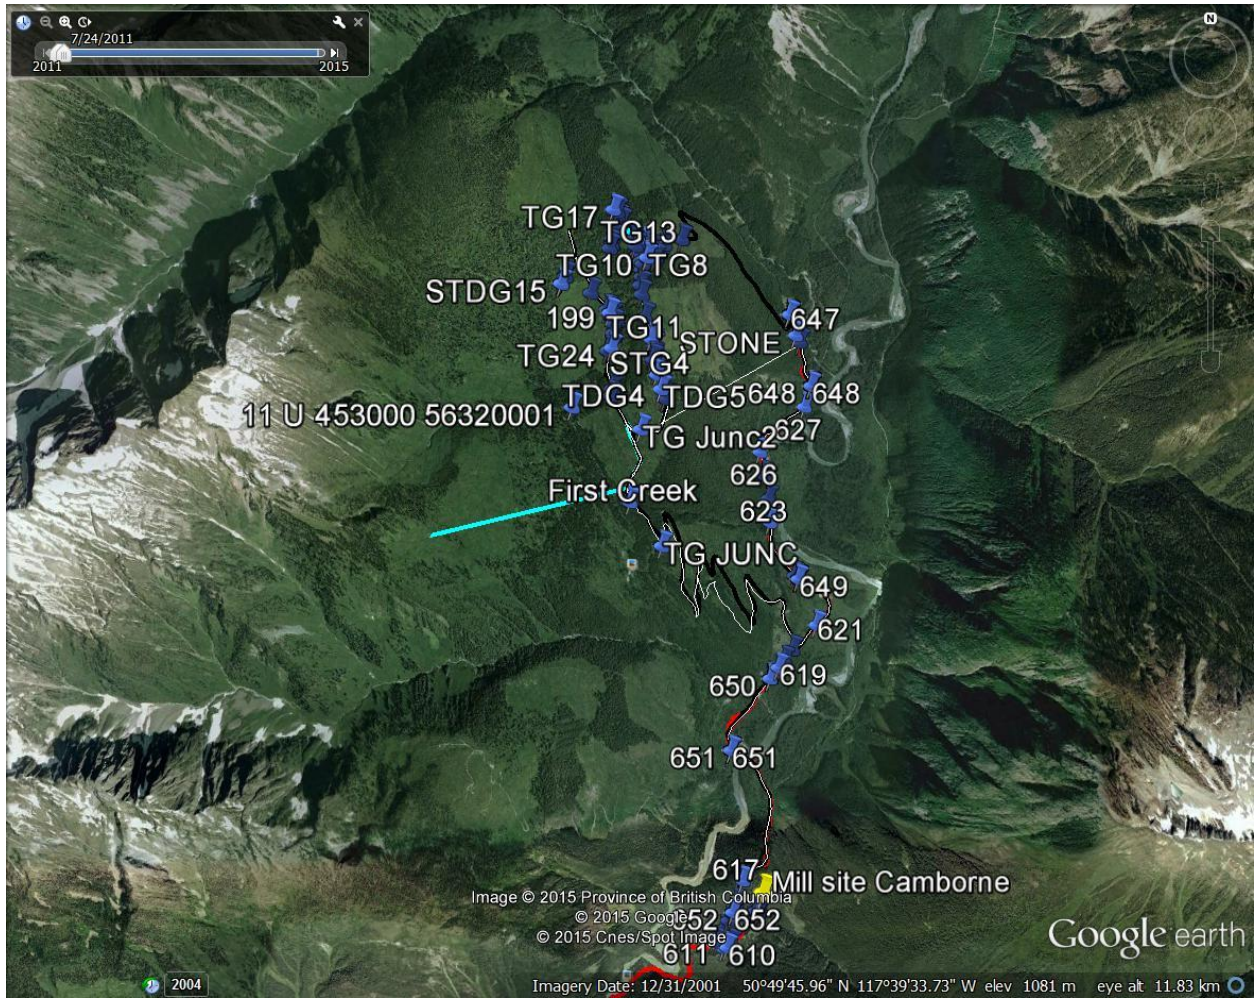 7/24/2011
2011
2015
N
TG17
TG13
TG10
TG8
STDG15
199
647
TG11
STONE
TG24
STG4
TDG4
TDG5
648
648
11 U 453000 56320001
TG Junc2
627
626
First Creek
623
TG JUNC
649
621
619
650
651
651
617
Mill site Camborne
Image © 2015 Province of British Columbia
© 2015 Google
652
652
© 2015 Cnes/Spot Image
611
610
Google earth
2004
Imagery Date: 12/31/2001 50°49'45.96" N 117°39'33.73" W elev 1081 m eye alt 11.83 km